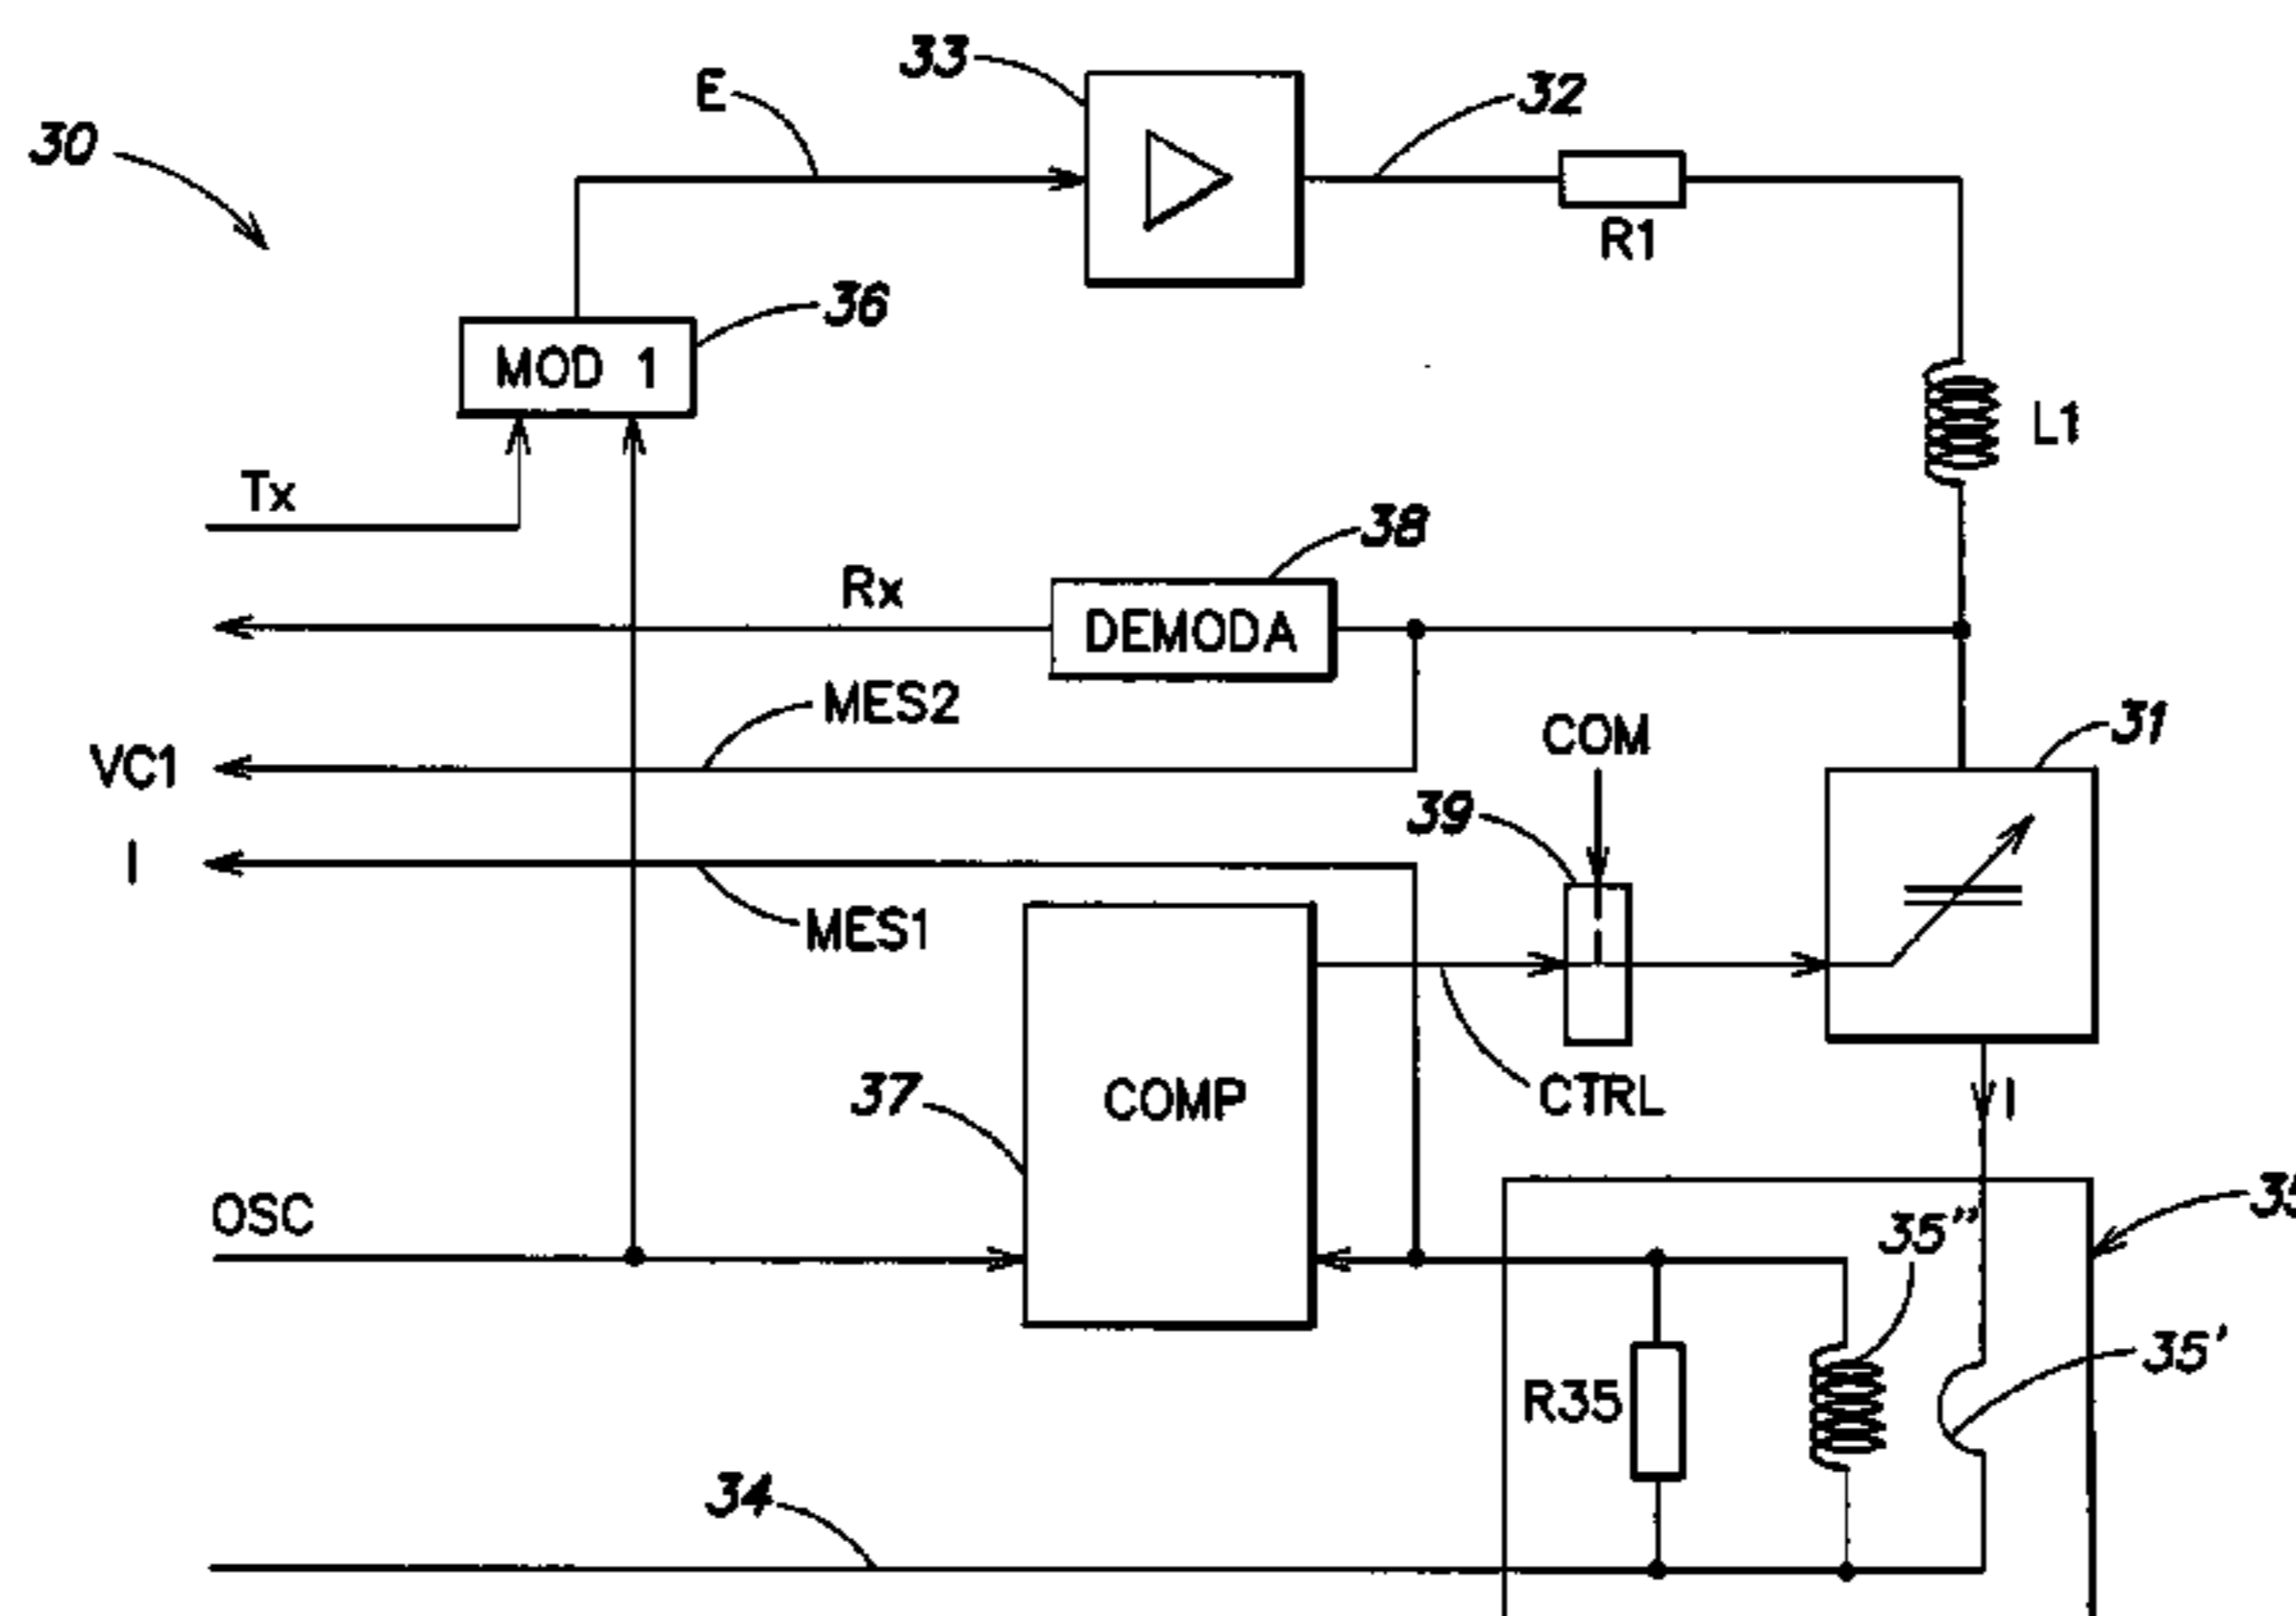 33
E
32
30
R1
36
MOD 1
L1
Tx
38
Rx
DEMODA
MES2
31
COM
VC1
39
I
MES1
37
COMP
CTRL
I
OSC
35
35"
35'
R35
34